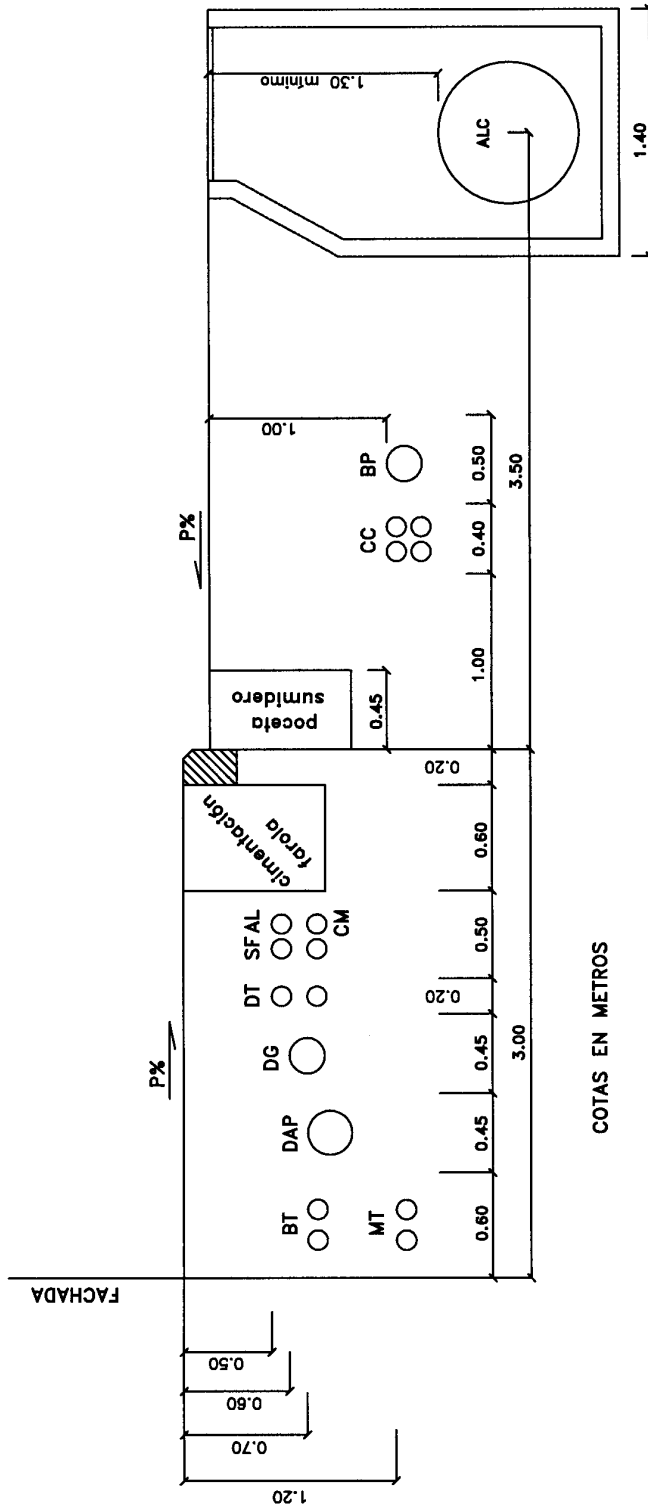 FACHADA
0.50
0.60
0.70
1.20
P%
BT
MT
DAP
DG
DT
SF AL
CM
cimentación
farola
0.60
0.45
0.45
0.20
0.50
0.60
0.20
3.00
P%
poceta
sumidero
0.45
CC
BP
1.00
1.00
0.40
0.50
3.50
1.30 mínimo
ALC
1.40
COTAS EN METROS